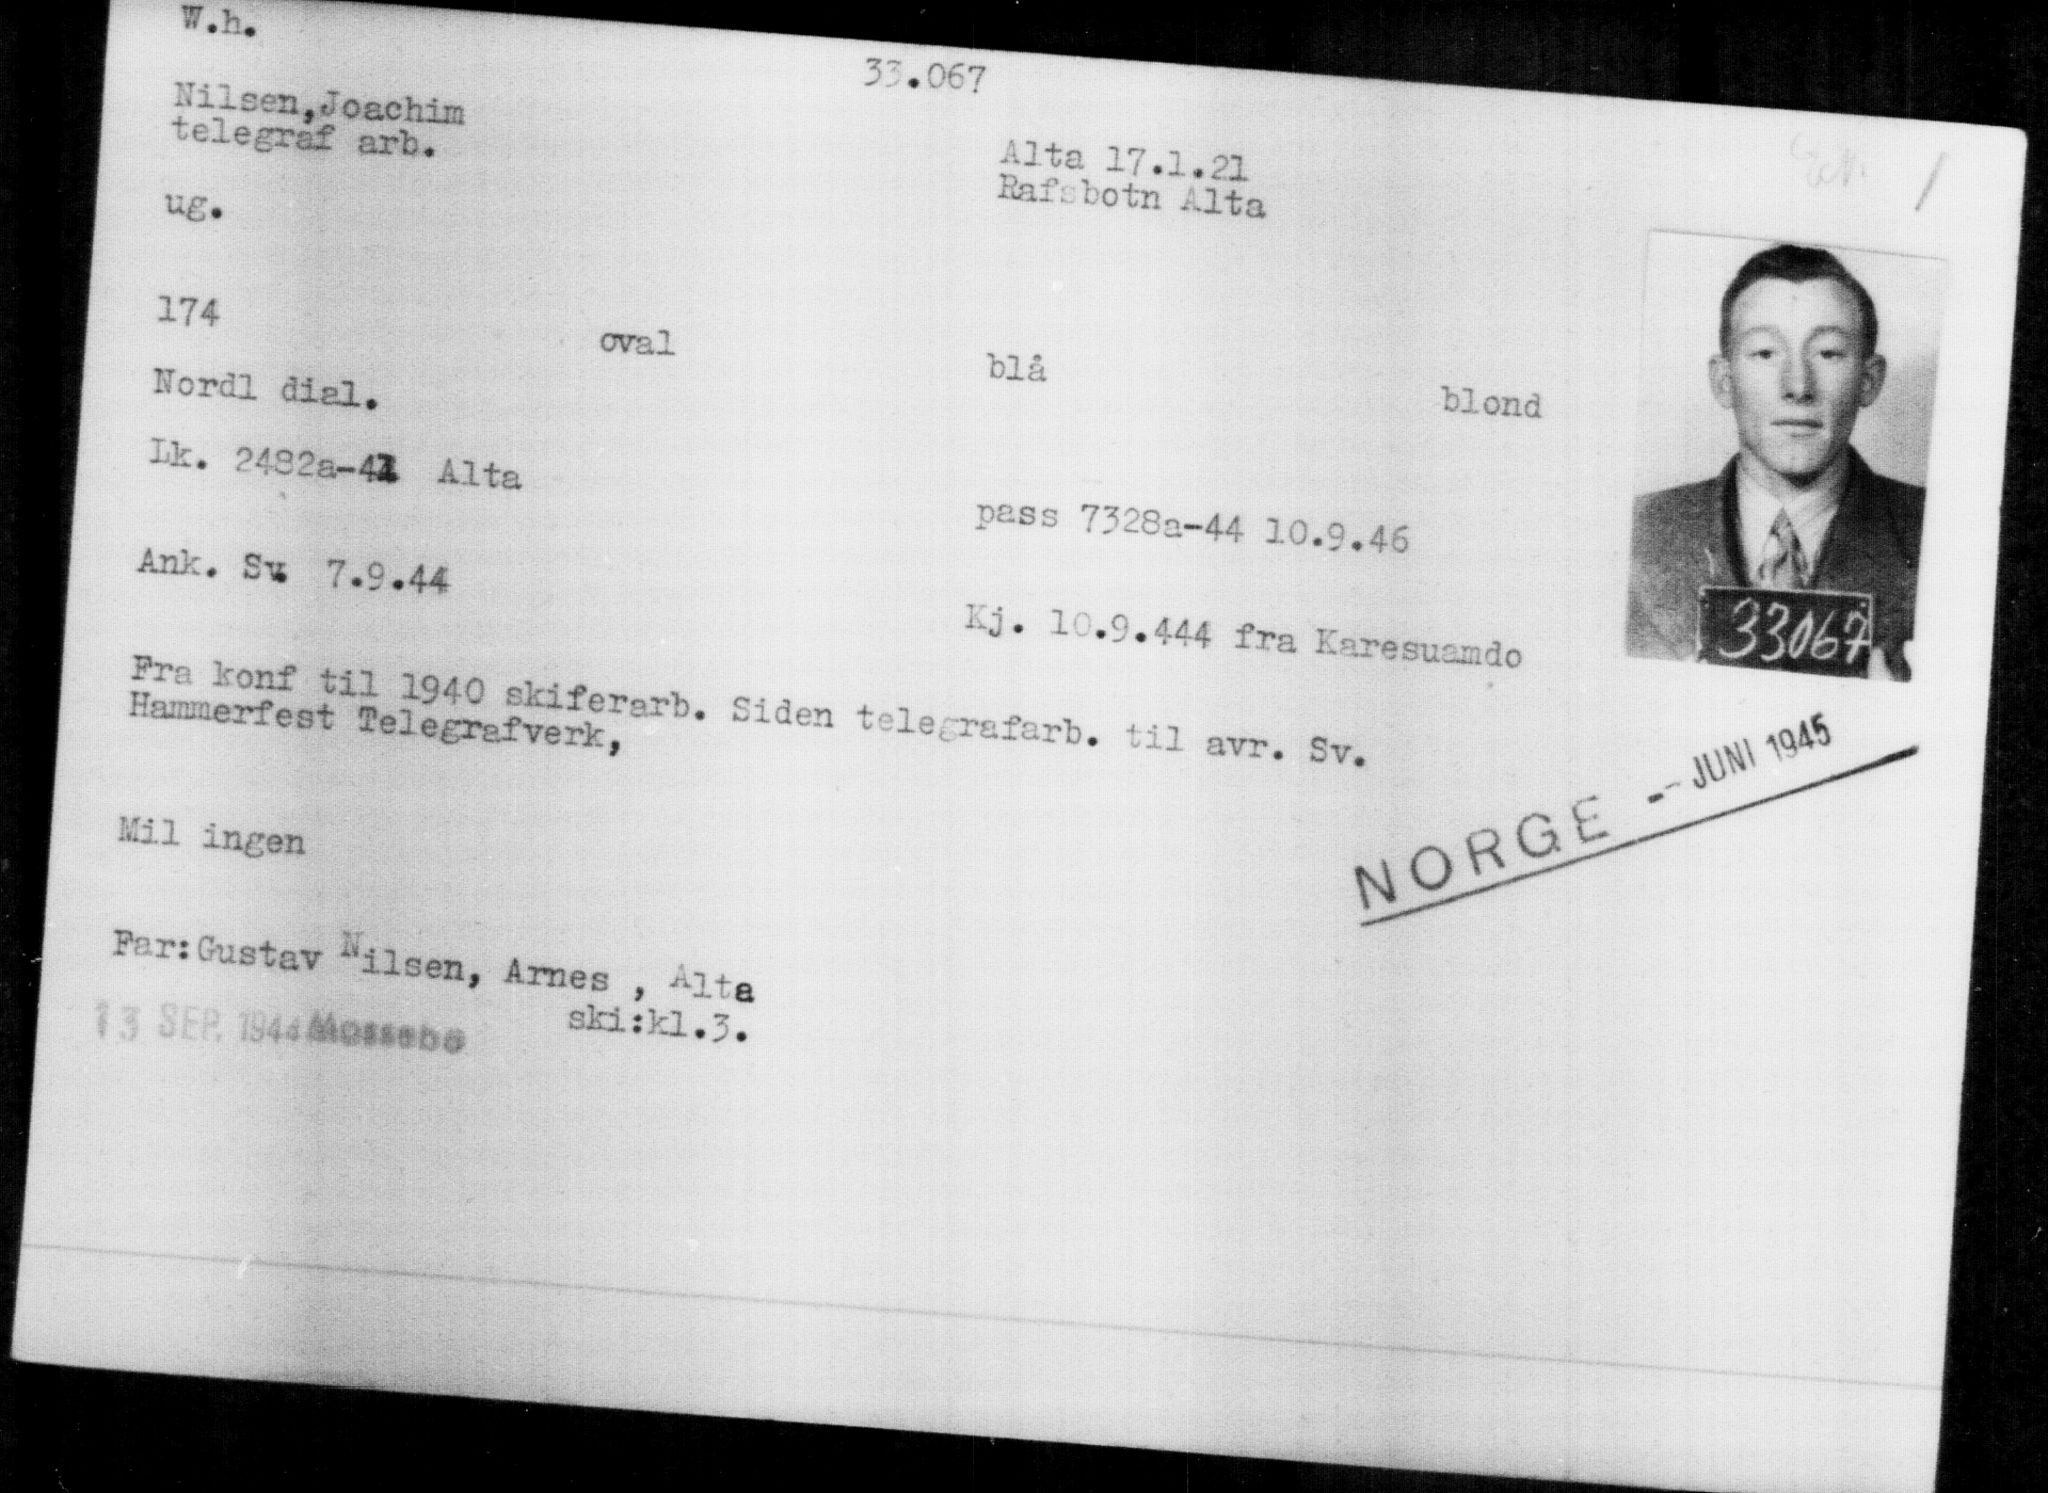 W.h.
33.067
Nilsen,Joachim
telegraf arb.
Alta 17.1.21
Rafsbotn Alta
ug.
174
oval
blå
blond
Nordl dial.
Lk. 2482a-44 Alta
pass 7328a-44 10.9.46
Ank. Sv. 7.9.44
Kj. 10.9.444 fra Karesuamdo
33067
Fra konf til 1940 skiferarb. Siden telegrafarb. til avr. Sv.
Hammerfest Telegrafverk,
NORGE - - JUNI 1945
Mil ingen
Far:Gustav Nilsen, Arnes , Alta
ski:kl.3.
13 SEP. 1944 Mossebo